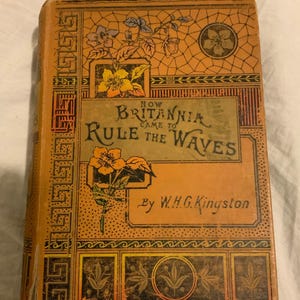 HOW
BRITANNIA
CAME TO
RULE THE WAVES
By W.H.G. Kingston